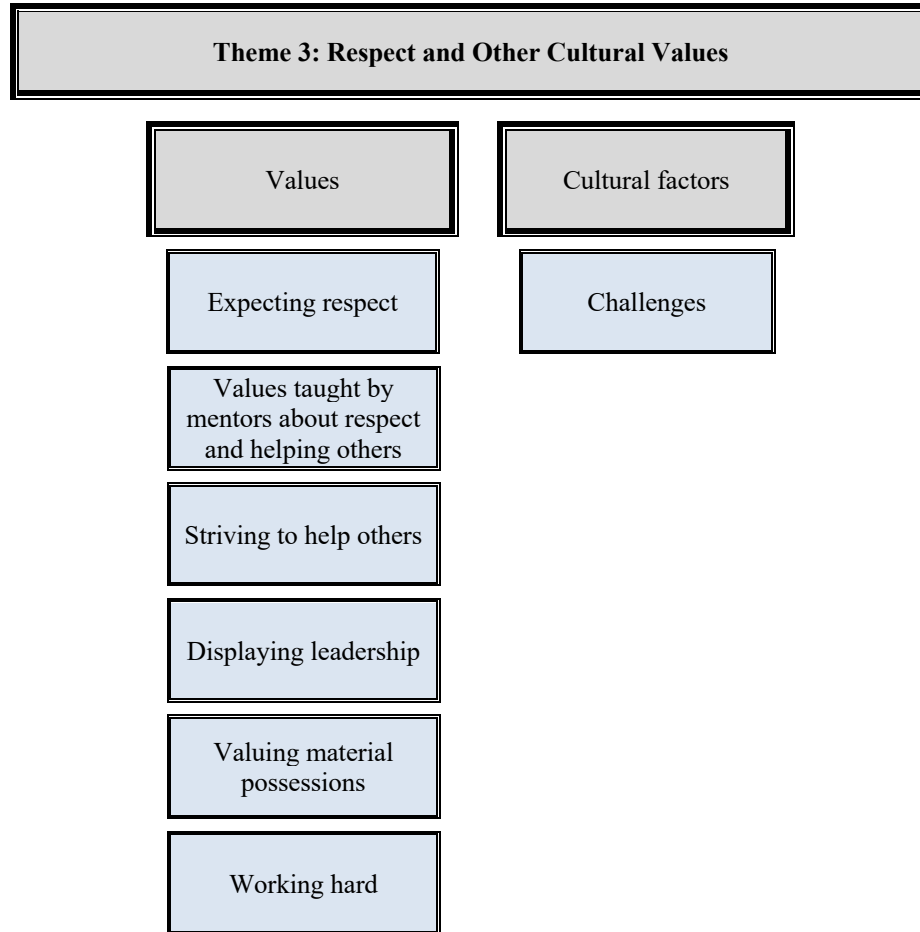 Theme 3: Respect and Other Cultural Values
Values
Cultural factors
Expecting respect
Challenges
Values taught by
mentors about respect
and helping others
Striving to help others
Displaying leadership
Valuing material
possessions
Working hard